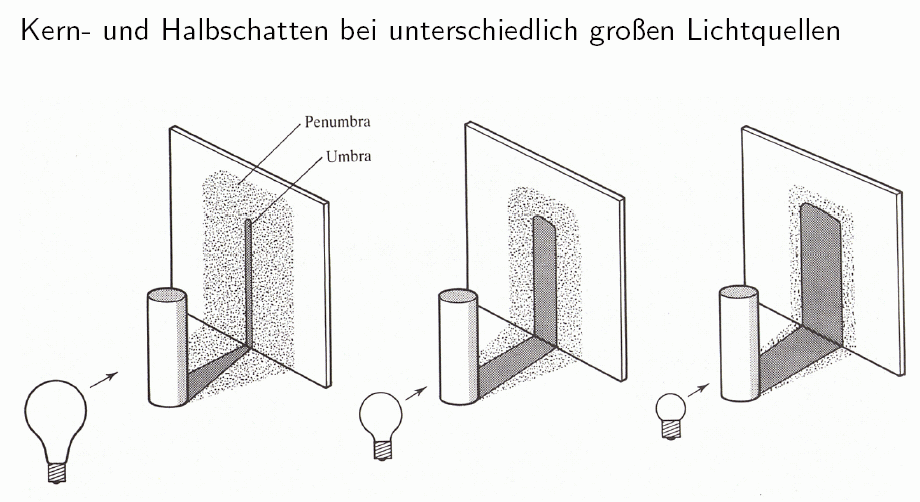 Kern- und Halbschatten bei unterschiedlich großen Lichtquellen
Penumbra
Umbra